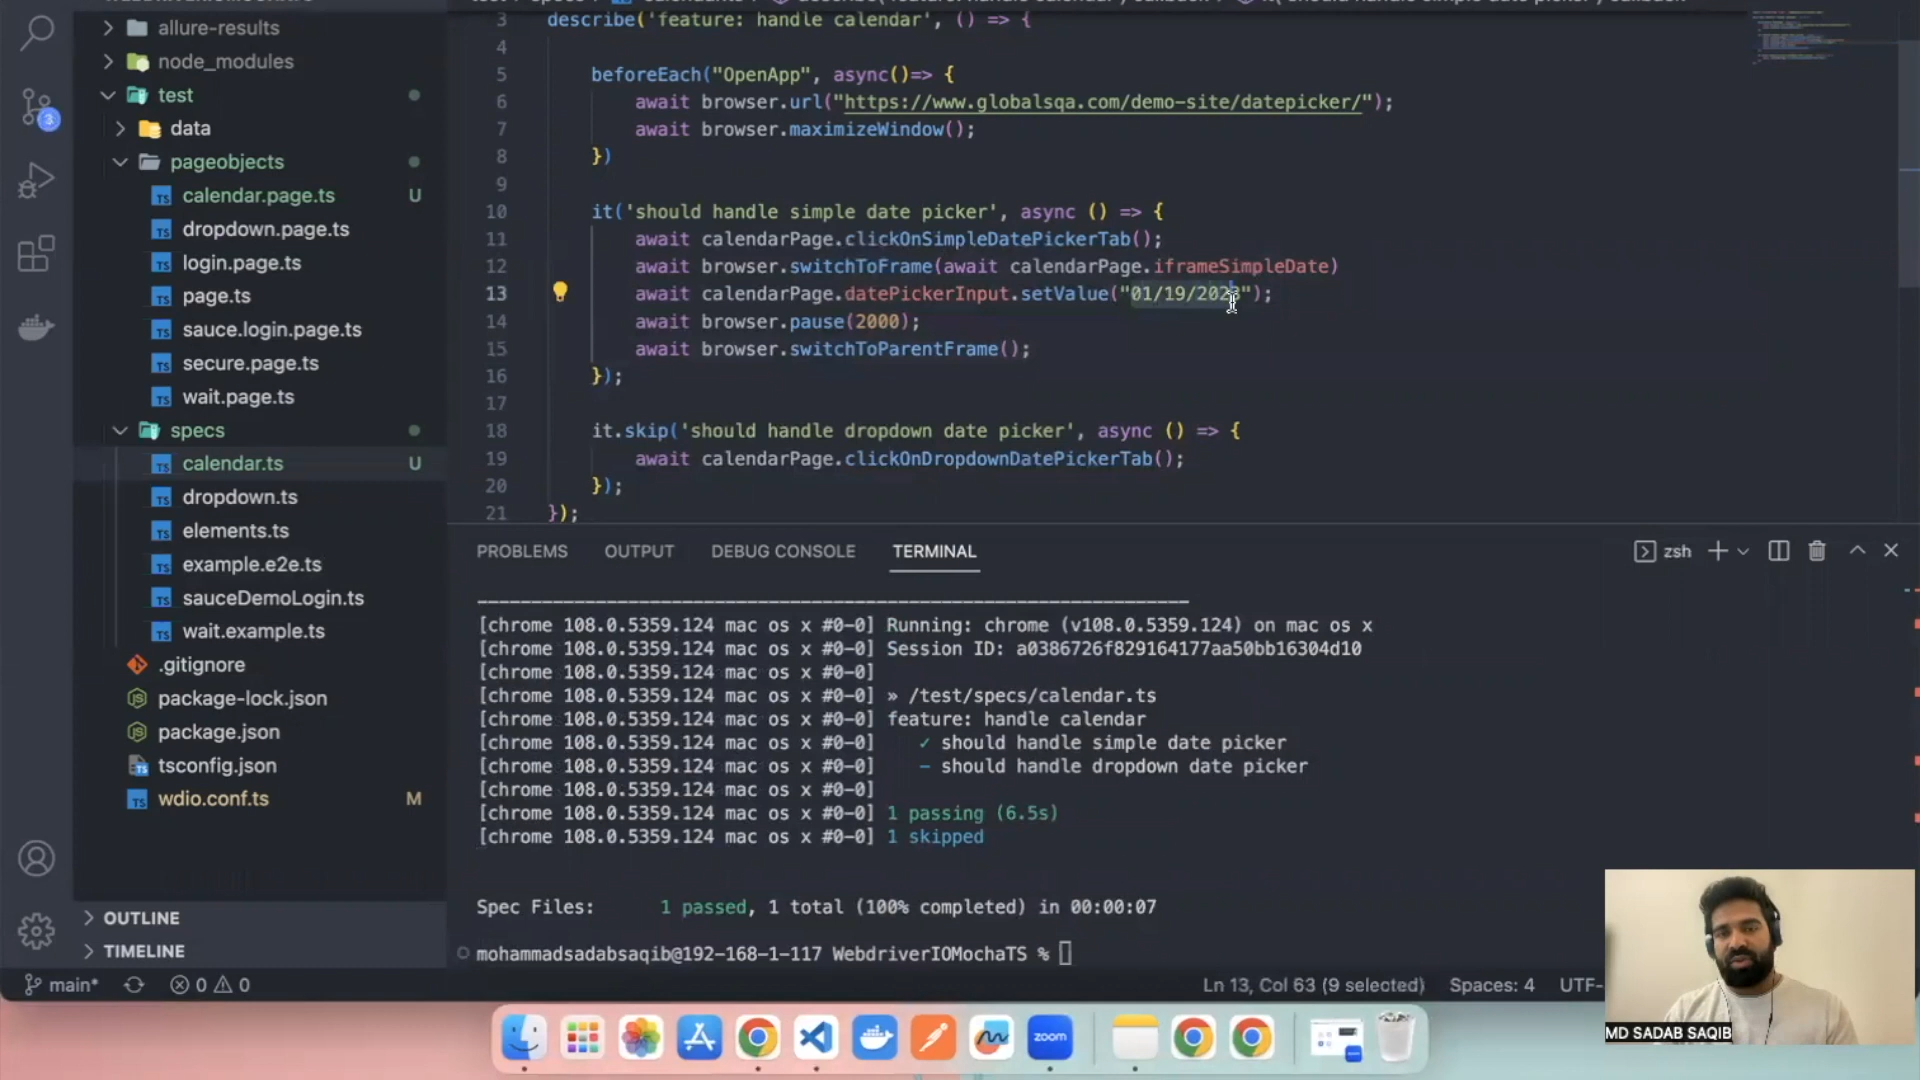 allure-results
node_modules
test
data
pageobjects
calendar.page.ts U
dropdown.page.ts
login.page.ts
page.ts
sauce.login.page.ts
secure.page.ts
wait.page.ts
specs
calendar.ts U
dropdown.ts
elements.ts
example.e2e.ts
sauceDemoLogin.ts
wait.example.ts
.gitignore
package-lock.json
package.json
tsconfig.json
wdio.conf.ts M
OUTLINE
TIMELINE
3
3 describe('feature: handle calendar', () => {
4
5 beforeEach("OpenApp", async()=> {
6 await browser.url("https://www.globalsqa.com/demo-site/datepicker/");
7 await browser.maximizeWindow();
8 })
9
10 it('should handle simple date picker', async () => {
11 await calendarPage.clickOnSimpleDatePickerTab();
12 await browser.switchToFrame(await calendarPage.iframeSimpleDate)
13 await calendarPage.datePickerInput.setValue("01/19/2023");
14 await browser.pause(2000);
15 await browser.switchToParentFrame();
16 });
17
18 it.skip('should handle dropdown date picker', async () => {
19 await calendarPage.clickOnDropdownDatePickerTab();
20 });
21 });
PROBLEMS OUTPUT DEBUG CONSOLE TERMINAL zsh
[chrome 108.0.5359.124 mac os x #0-0] Running: chrome (v108.0.5359.124) on mac os x
[chrome 108.0.5359.124 mac os x #0-0] Session ID: a0386726f829164177aa50bb16304d10
[chrome 108.0.5359.124 mac os x #0-0]
[chrome 108.0.5359.124 mac os x #0-0] » /test/specs/calendar.ts
[chrome 108.0.5359.124 mac os x #0-0] feature: handle calendar
[chrome 108.0.5359.124 mac os x #0-0] ✓ should handle simple date picker
[chrome 108.0.5359.124 mac os x #0-0] - should handle dropdown date picker
[chrome 108.0.5359.124 mac os x #0-0]
[chrome 108.0.5359.124 mac os x #0-0] 1 passing (6.5s)
[chrome 108.0.5359.124 mac os x #0-0] 1 skipped
Spec Files: 1 passed, 1 total (100% completed) in 00:00:07
mohammadsadabsaqib@192-168-1-117 WebdriverIOMochaTS %
main* 0 0 Ln 13, Col 63 (9 selected) Spaces: 4 UTF-
MD SADAB SAQIB
zoom